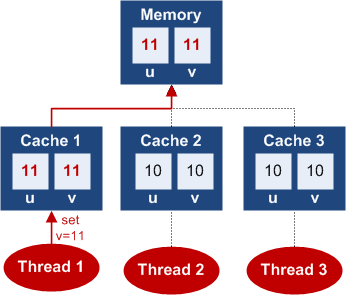 Memory
11 11
u v
Cache 1 Cache 2 Cache 3
11 11 10 10 10 10
u v u v u v
set
v=11
Thread 1 Thread 2 Thread 3